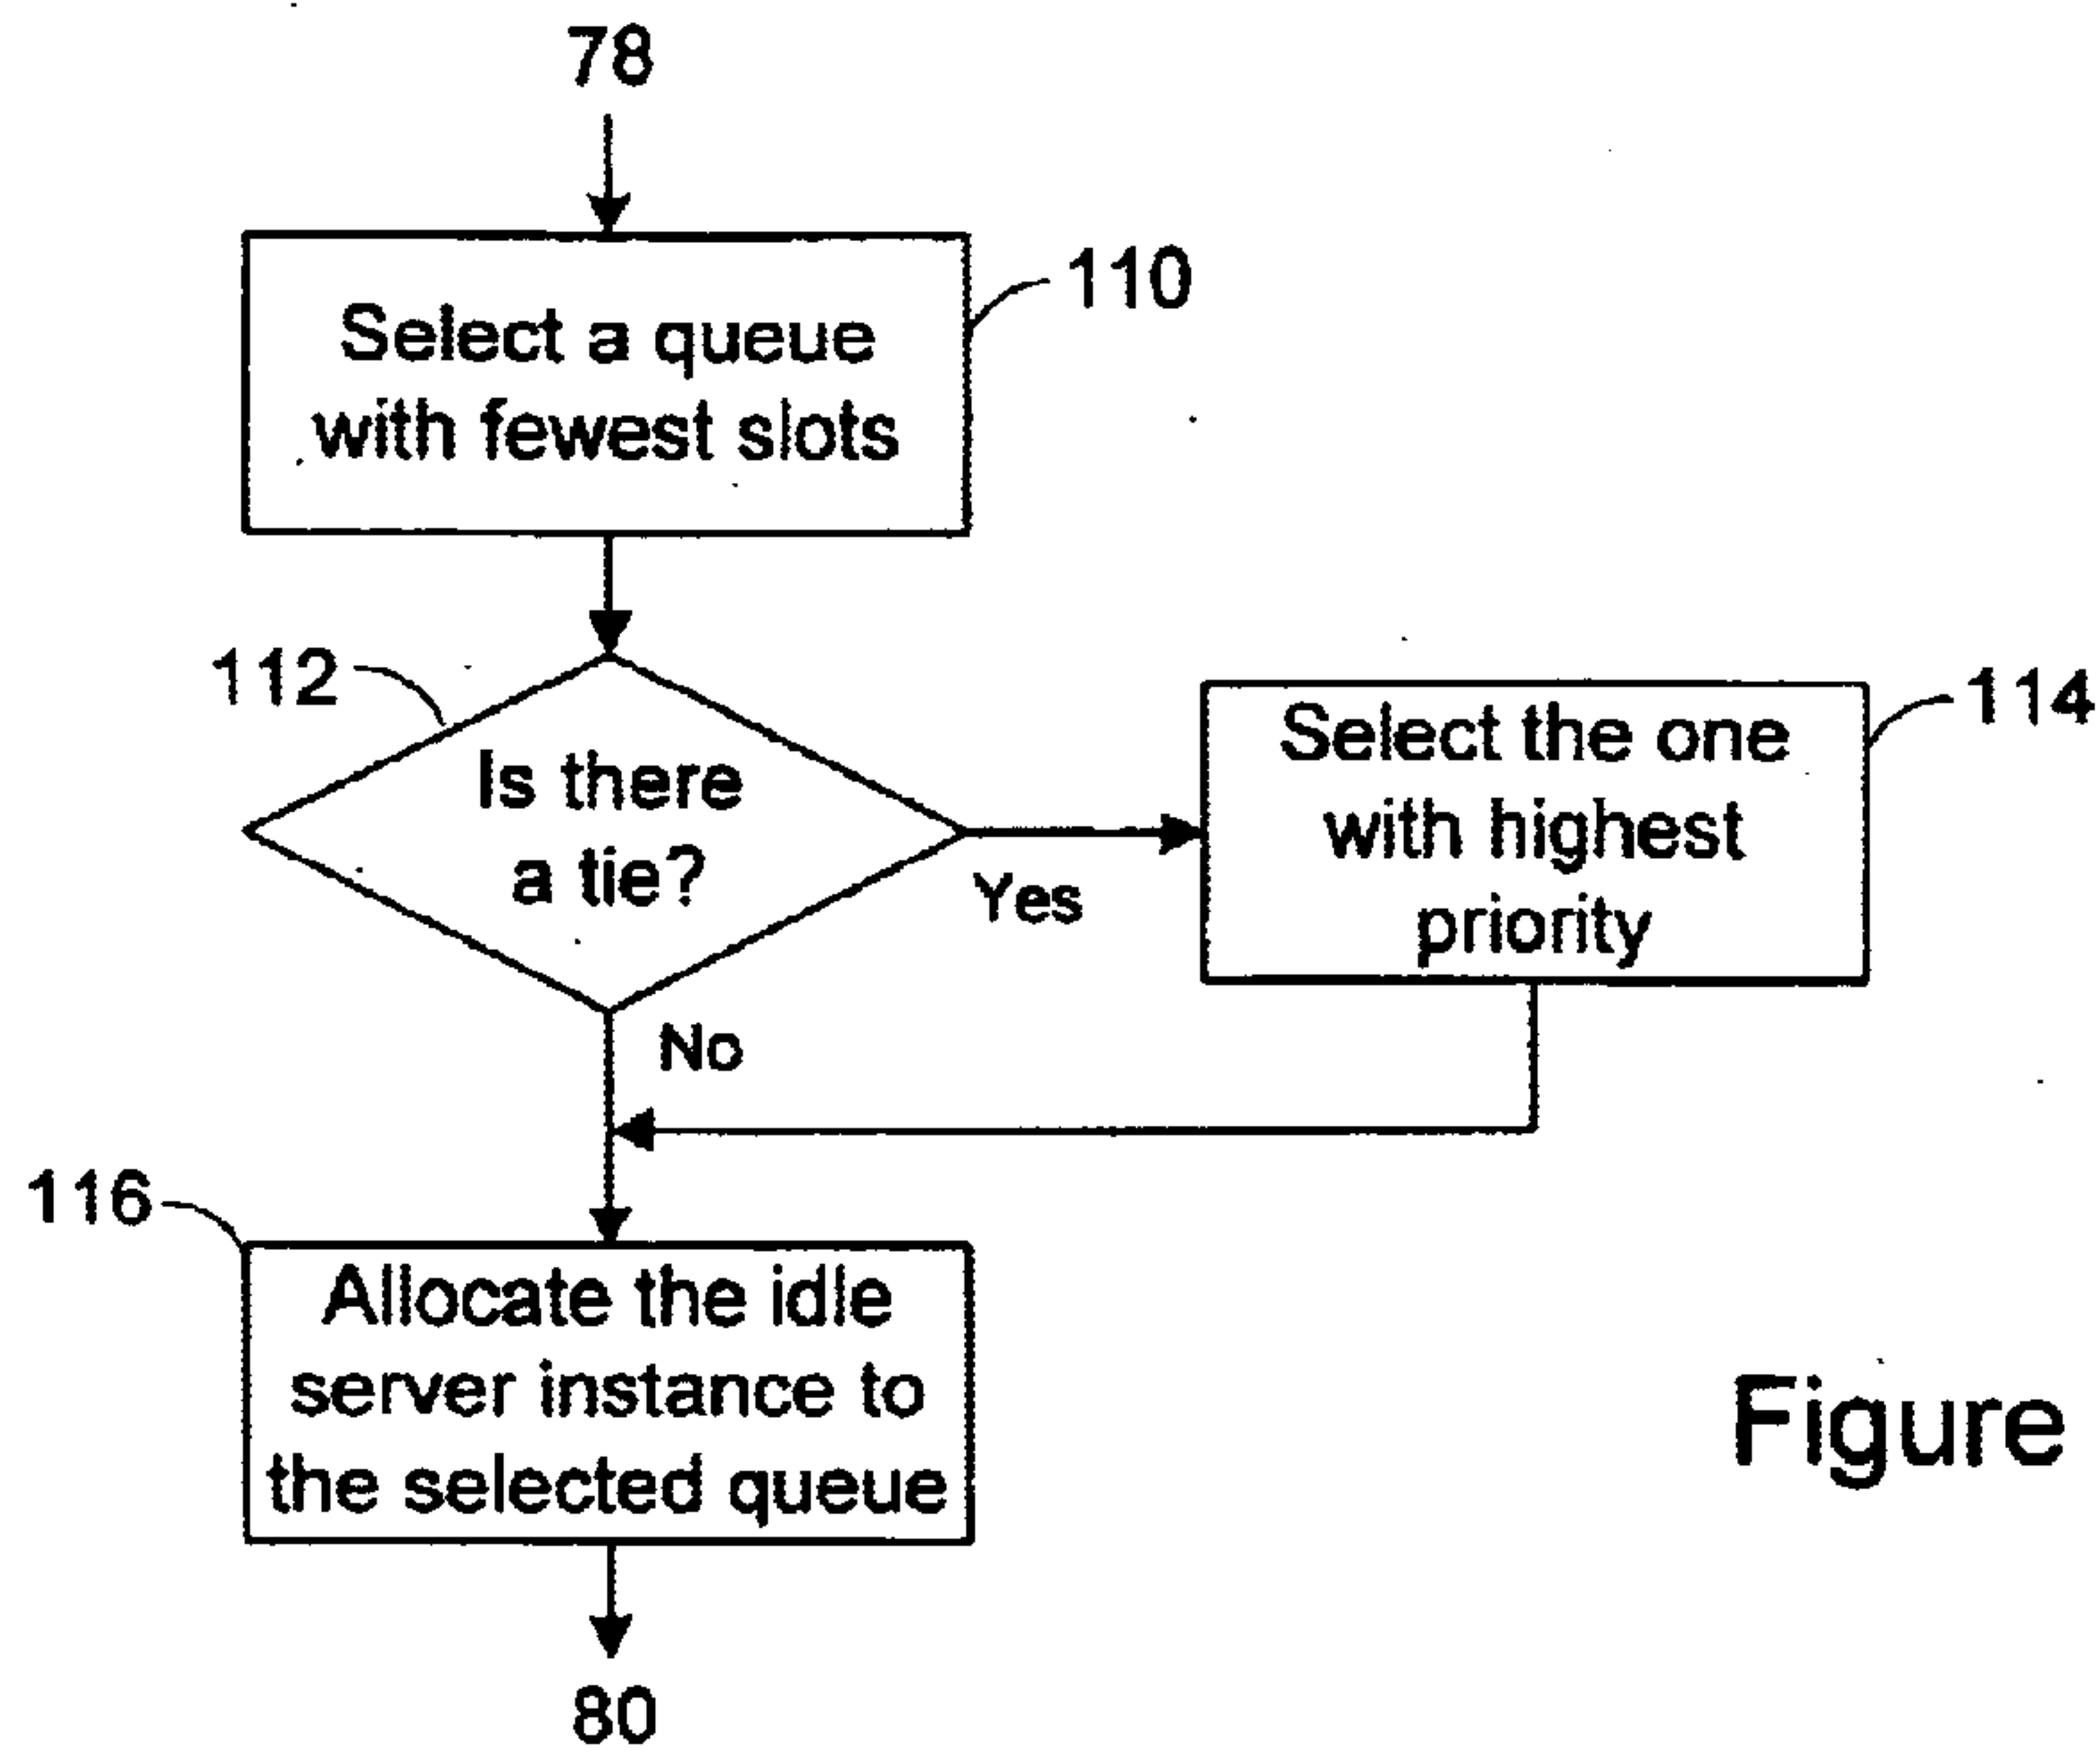 78
Select a queue
with fewest slots
110
112
Is there
a tie?
Yes
Select the one
with highest
priority
114
No
116
Allocate the idle
server instance to
the selected queue
80
Figure